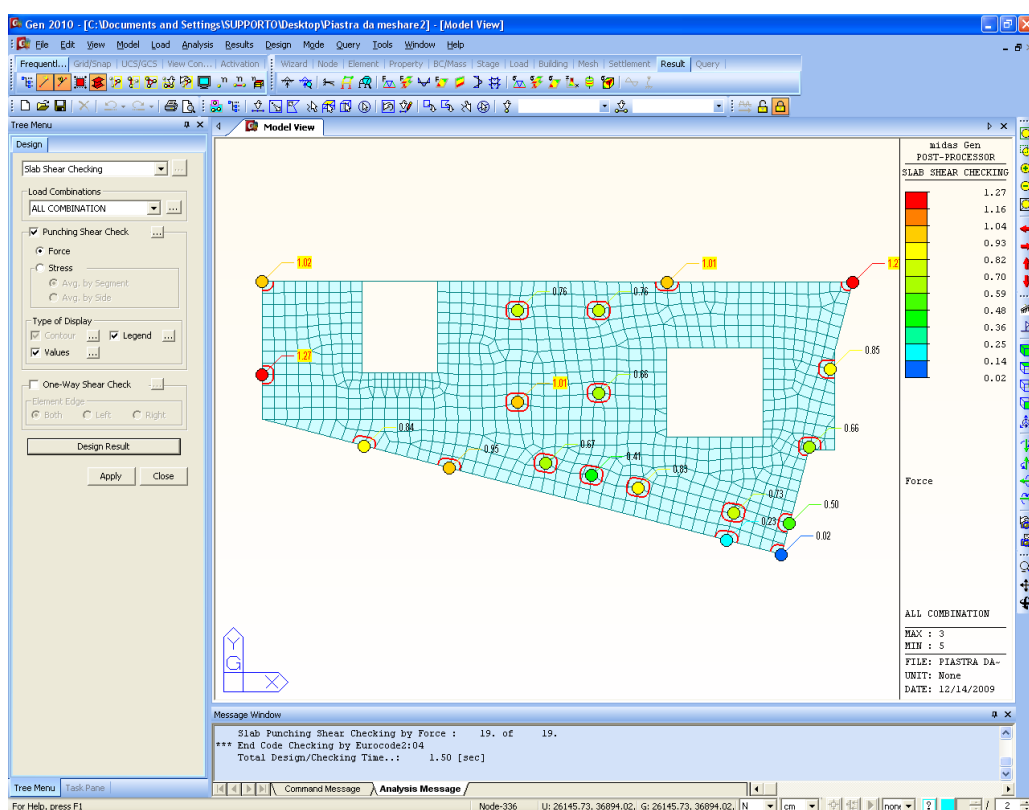 Gen 2010 - [C:\Documents and Settings\SUPPORTO\Desktop\Piastra da meshare2] - [Model View]
File Edit View Model Load Analysis Results Design Mode Query Tools Window Help
Frequentl... Grid/Snap UCS/GCS View Con... Activation Wizard Node Element Property BC/Mass Stage Load Building Mesh Settlement Result Query
Tree Menu
Model View
Design
Slab Shear Checking
Load Combinations
ALL COMBINATION
Punching Shear Check
Force
Stress
Avg. by Segment
Avg. by Side
Type of Display
Contour
Legend
Values
One-Way Shear Check
Element Edge
Both Left Right
Design Result
Apply Close
midas Gen
POST-PROCESSOR
SLAB SHEAR CHECKING
1.27
1.16
1.04
0.93
0.82
0.70
0.59
0.48
0.36
0.25
0.14
0.02
Force
ALL COMBINATION
MAX : 3
MIN : 5
FILE: PIASTRA DA~
UNIT: None
DATE: 12/14/2009
1.02
1.01
1.2
0.76
0.76
0.85
1.27
0.66
1.01
0.84
0.66
0.95
0.67
0.41
0.89
0.73
0.50
0.23
0.02
Y
G
X
Message Window
Slab Punching Shear Checking by Force : 19. of 19.
*** End Code Checking by Eurocode2:04
Total Design/Checking Time..: 1.50 [sec]
Tree Menu Task Pane
Command Message Analysis Message
For Help, press F1
Node-336
U: 26145.73, 36894.02, G: 26145.73, 36894.02, N cm non 2